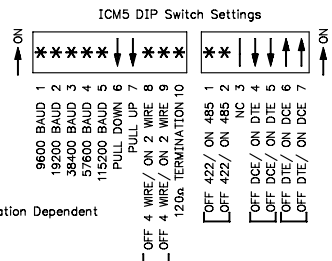 ICM5 DIP Switch Settings
ON
ON
***
***
**
9600 BAUD 1
19200 BAUD 2
38400 BAUD 3
57600 BAUD 4
115200 BAUD 5
PULL DOWN 6
PULL UP 7
OFF 4 WIRE/ ON 2 WIRE 8
OFF 4 WIRE/ ON 2 WIRE 9
120Ω TERMINATION 10
OFF 422/ ON 485 1
OFF 422/ ON 485 2
NC 3
OFF DCE/ ON DTE 4
OFF DCE/ ON DTE 5
OFF DTE/ ON DCE 6
OFF DTE/ ON DCE 7
ation Dependent